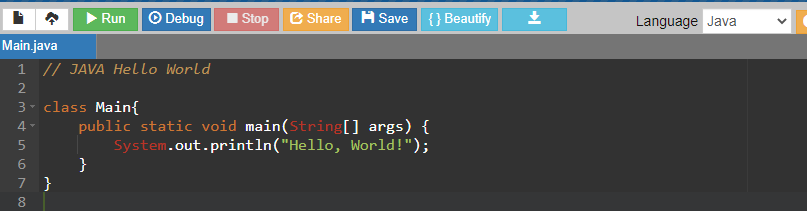 Run Debug Stop Share Save { } Beautify Language Java
Main.java
1 // JAVA Hello World
2
3 class Main{
4 public static void main(String[] args) {
5 System.out.println("Hello, World!");
6 }
7 }
8